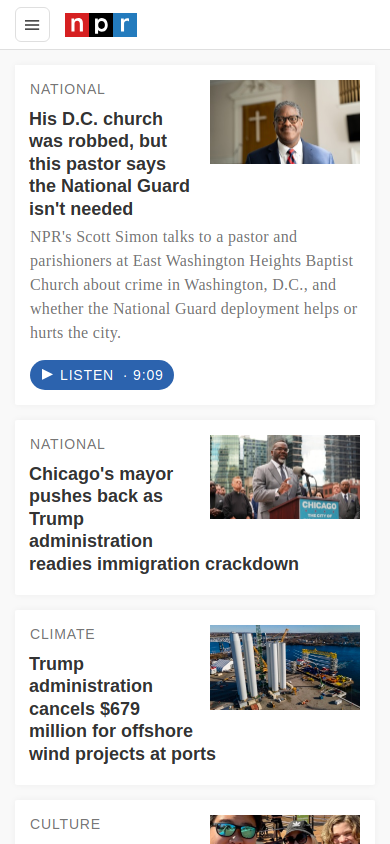 npr
NATIONAL
His D.C. church
was robbed, but
this pastor says
the National Guard
isn't needed
NPR's Scott Simon talks to a pastor and
parishioners at East Washington Heights Baptist
Church about crime in Washington, D.C., and
whether the National Guard deployment helps or
hurts the city.
LISTEN · 9:09
NATIONAL
Chicago's mayor
pushes back as
Trump
administration
readies immigration crackdown
CHICAGO
CLIMATE
Trump
administration
cancels $679
million for offshore
wind projects at ports
CULTURE